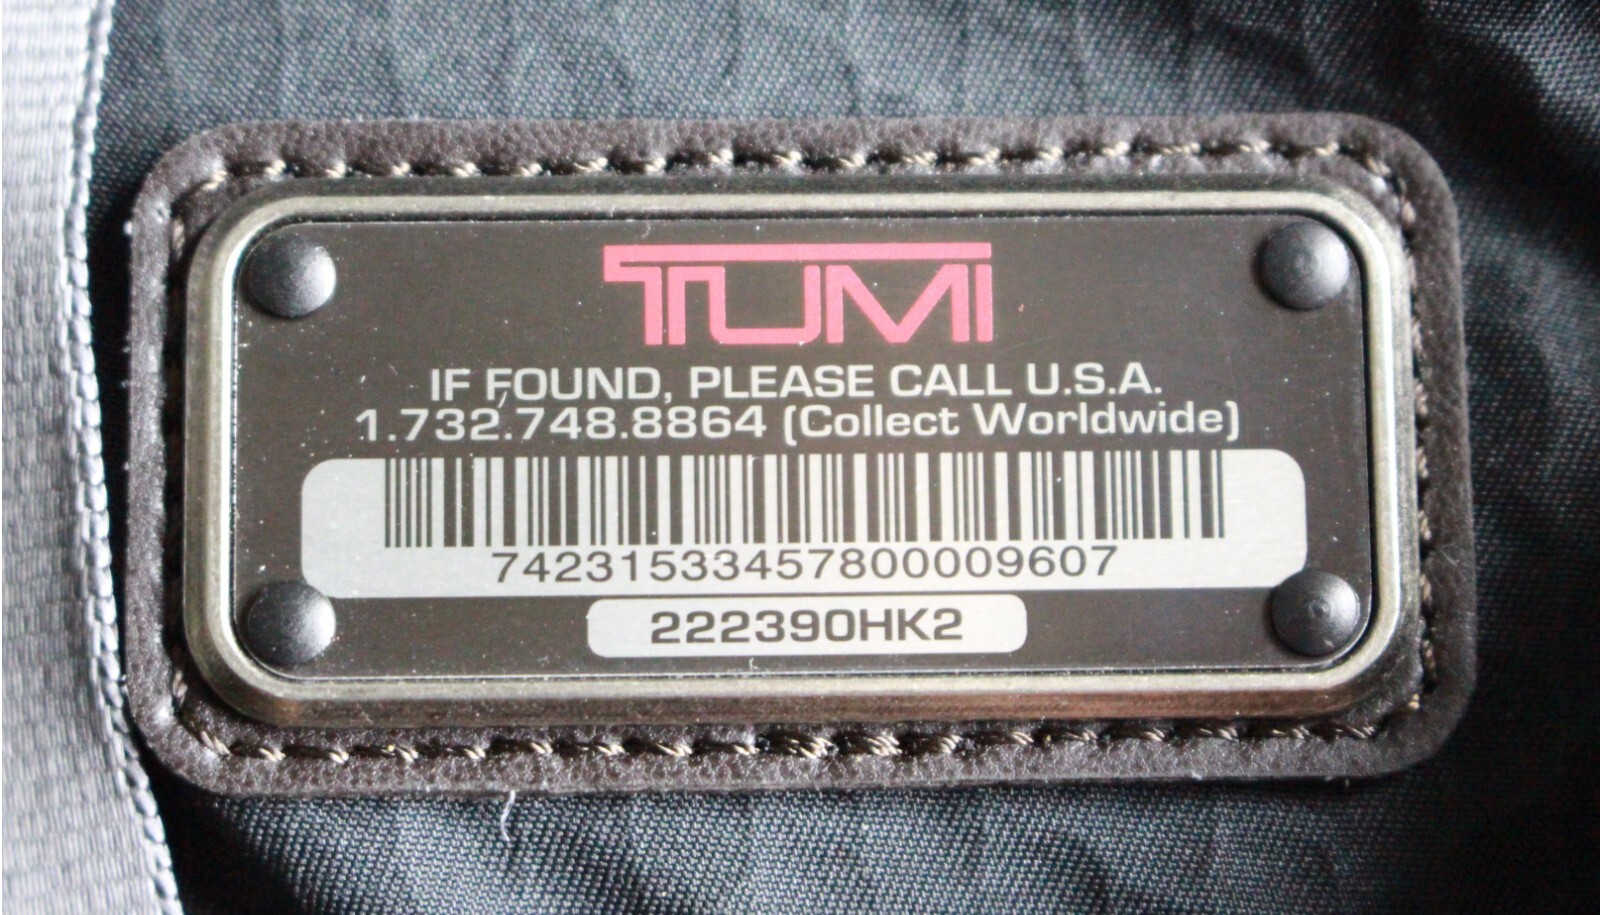 TUMI
IF FOUND, PLEASE CALL U.S.A.
1.732.748.8864 (Collect Worldwide)
74231533457800009607
222390HK2